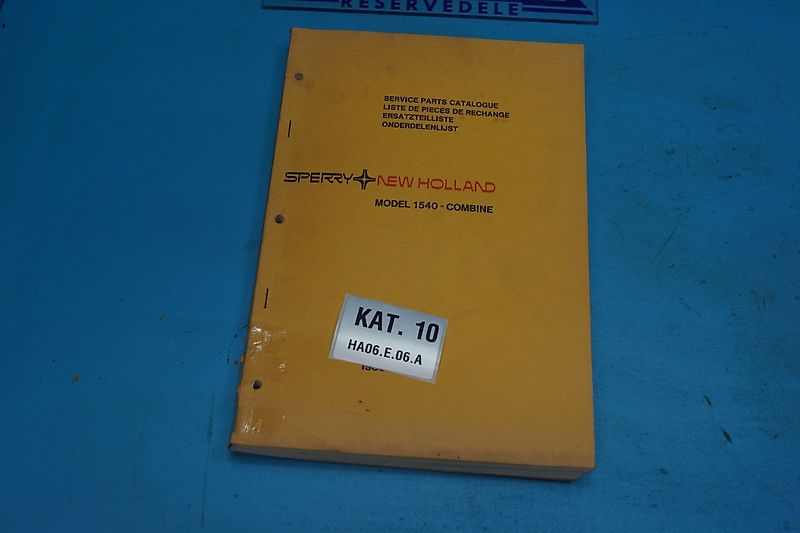 RESERVEDELE
SERVICE PARTS CATALOGUE
LISTE DE PIECES DE RECHANGE
ERSATZTEILLISTE
ONDERDELENLIJST
SPERRY NEW HOLLAND
MODEL 1540 - COMBINE
KAT. 10
HA06.E.06.A